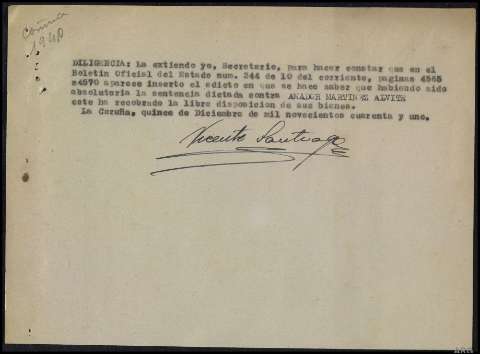 Coruña
1940
DILIGENCIA: La extiendo yo, Secretario, para hacer constar que en el
Boletin Oficial del Estado num. 344 de 10 del corriente, paginas 4565
a4570 aparece inserto el edicto en que se hace saber que habiendo sido
absolutoria la sentencia dictada contra AMADOR MARTINEZ ALVITE
este ha recobrado la libre disposicion de sus bienes.
La Coruña, quince de Diciembre de mil novecientos cuarenta y uno.
Vicente Santiago